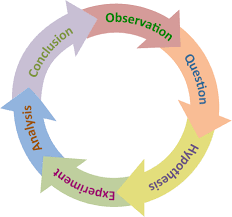 Observation
Question
Hypothesis
Experiment
Analysis
Conclusion